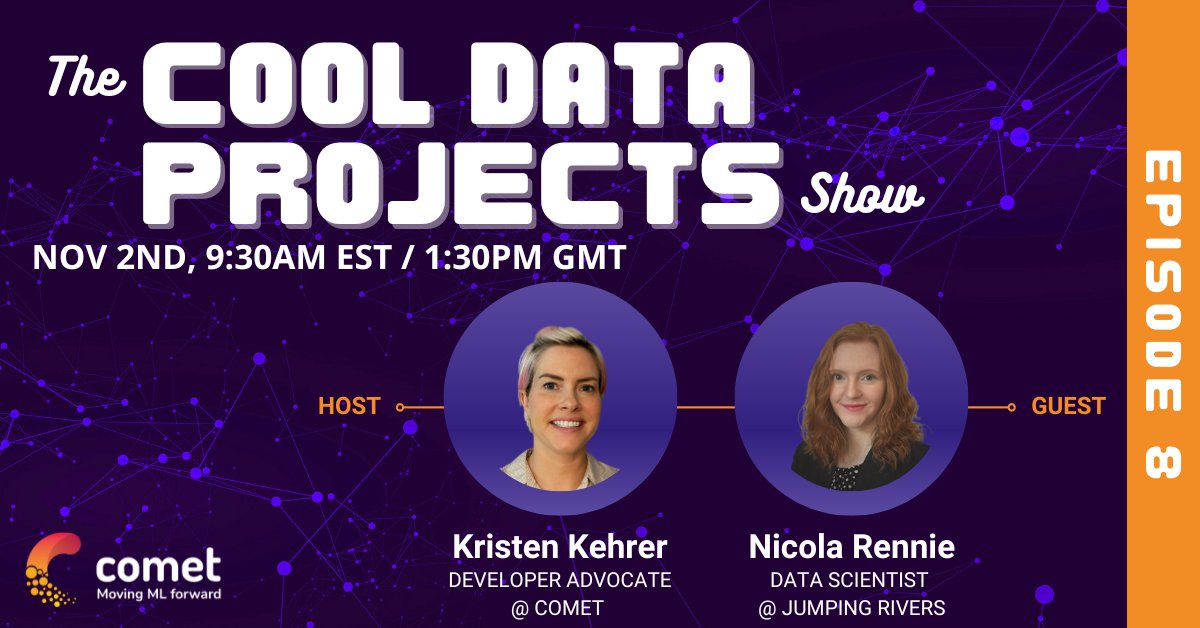 The COOL DATA
PROJECTS Show
NOV 2ND, 9:30AM EST / 1:30PM GMT
EPISODE 8
HOST
GUEST
Kristen Kehrer
DEVELOPER ADVOCATE
@ COMET
Nicola Rennie
DATA SCIENTIST
@ JUMPING RIVERS
comet
Moving ML forward